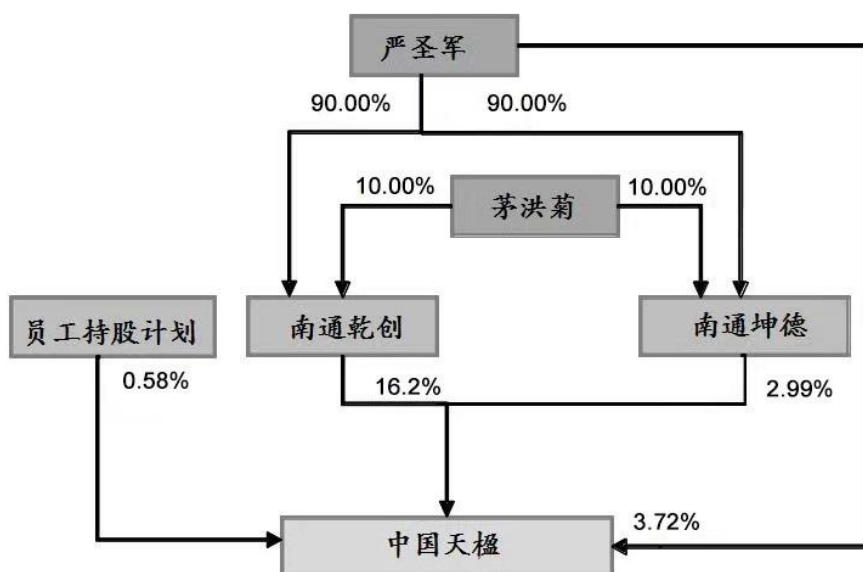 严圣军
90.00%
90.00%
10.00%
茅洪菊
10.00%
员工持股计划
南通乾创
南通坤德
0.58%
16.2%
2.99%
3.72%
中国天楹